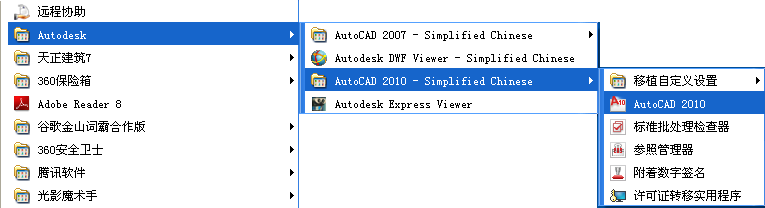 远程协助
Autodesk
天正建筑7
360保险箱
Adobe Reader 8
谷歌金山词霸合作版
360安全卫士
腾讯软件
光影魔术手
AutoCAD 2007 - Simplified Chinese
Autodesk DWF Viewer - Simplified Chinese
AutoCAD 2010 - Simplified Chinese
Autodesk Express Viewer
移植自定义设置
AutoCAD 2010
标准批处理检查器
参照管理器
附着数字签名
许可证转移实用程序